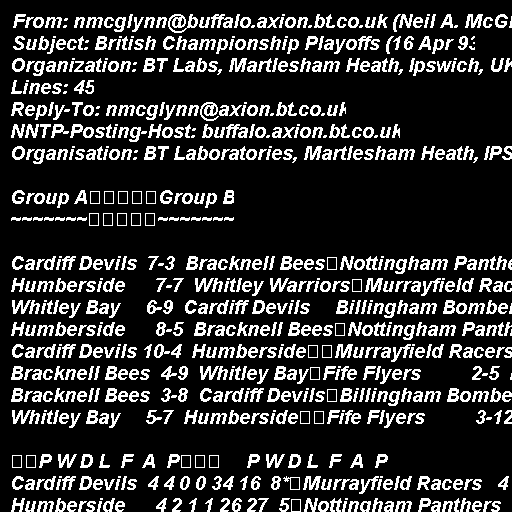 From: nmcglynn@buffalo.axion.bt.co.uk (Neil A. McG
Subject: British Championship Playoffs (16 Apr 93
Organization: BT Labs, Martlesham Heath, Ipswich, UK
Lines: 45
Reply-To: nmcglynn@axion.bt.co.uk
NNTP-Posting-Host: buffalo.axion.bt.co.uk
Organisation: BT Laboratories, Martlesham Heath, IPS
Group A□□□□□Group B
~~~~~~~□□□□□~~~~~~~
Cardiff Devils 7-3 Bracknell Bees□Nottingham Panthe
Humberside 7-7 Whitley Warriors□Murrayfield Rac
Whitley Bay 6-9 Cardiff Devils Billingham Bombe
Humberside 8-5 Bracknell Bees□Nottingham Panth
Cardiff Devils 10-4 Humberside□□Murrayfield Racers
Bracknell Bees 4-9 Whitley Bay□Fife Flyers 2-5
Bracknell Bees 3-8 Cardiff Devils□Billingham Bombe
Whitley Bay 5-7 Humberside□□Fife Flyers 3-12
□□P W D L F A P□□□ P W D L F A P
Cardiff Devils 4 4 0 0 34 16 8*□Murrayfield Racers 4
Humberside 4 2 1 1 26 27 5□Nottingham Panthers